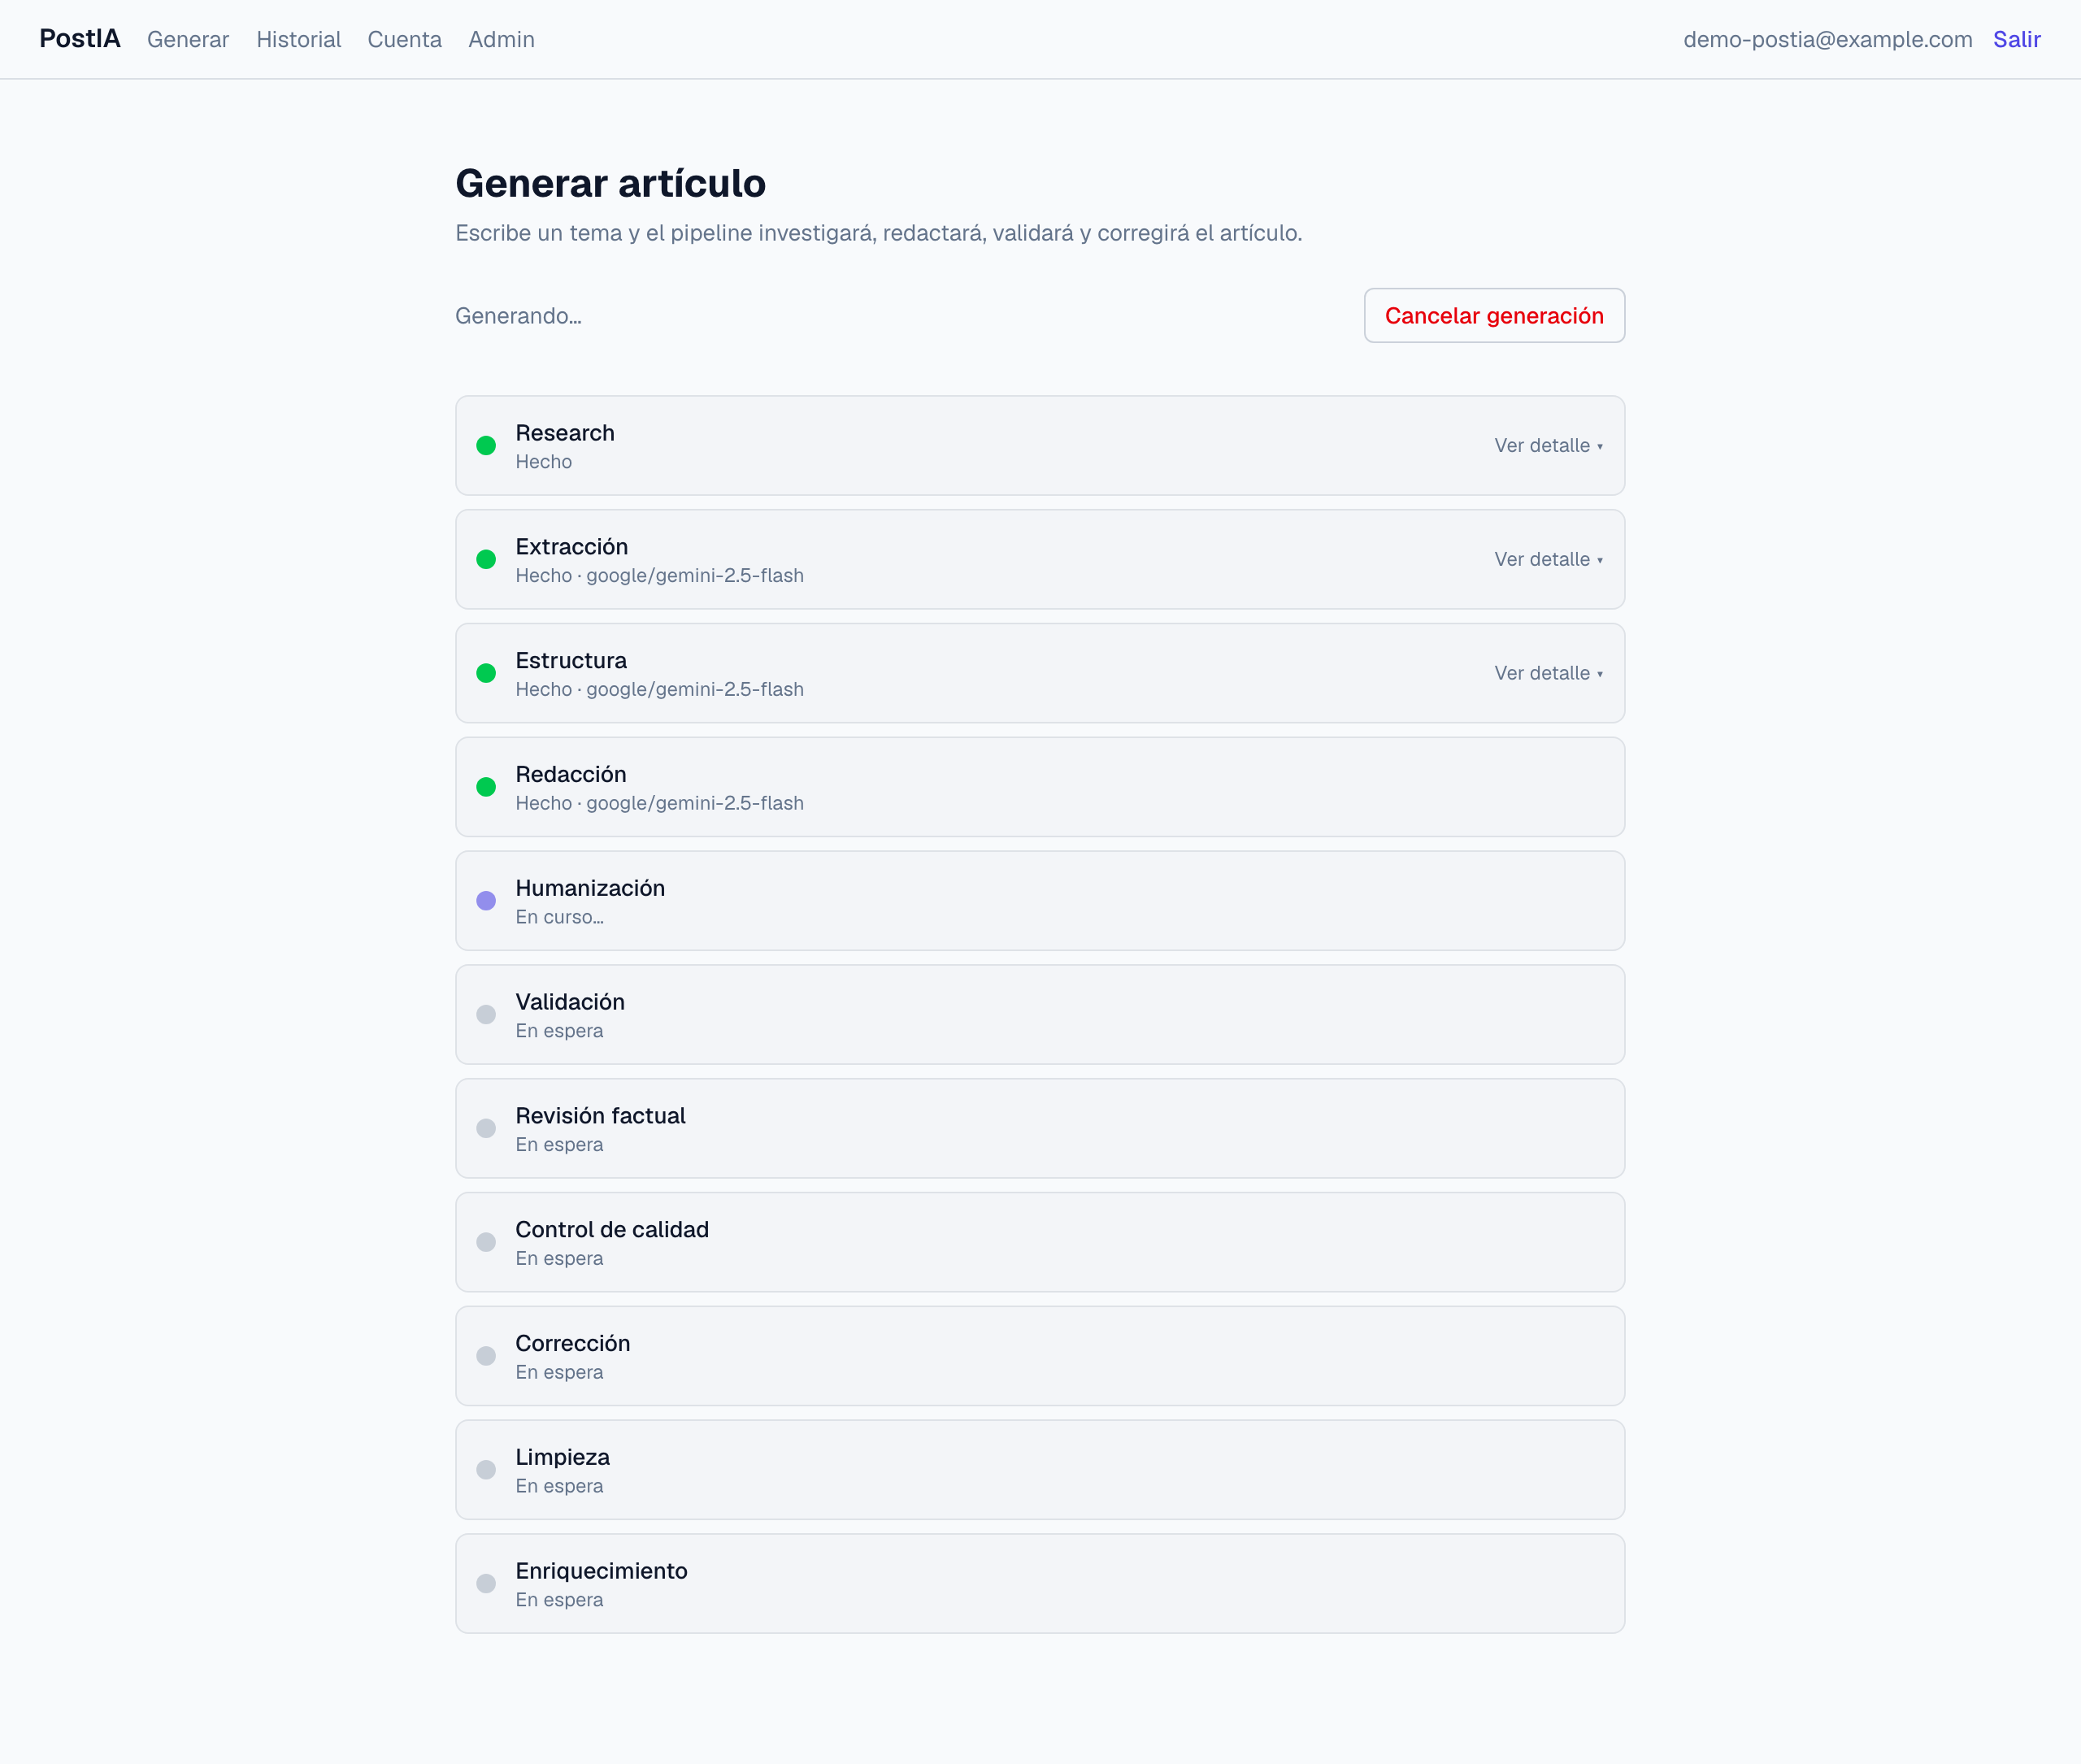 PostIA Generar Historial Cuenta Admin demo-postia@example.com Salir
Generar artículo
Escribe un tema y el pipeline investigará, redactará, validará y corregirá el artículo.
Generando... Cancelar generación
Research
Hecho
Ver detalle ▾
Extracción
Hecho · google/gemini-2.5-flash
Ver detalle ▾
Estructura
Hecho · google/gemini-2.5-flash
Ver detalle ▾
Redacción
Hecho · google/gemini-2.5-flash
Humanización
En curso...
Validación
En espera
Revisión factual
En espera
Control de calidad
En espera
Corrección
En espera
Limpieza
En espera
Enriquecimiento
En espera